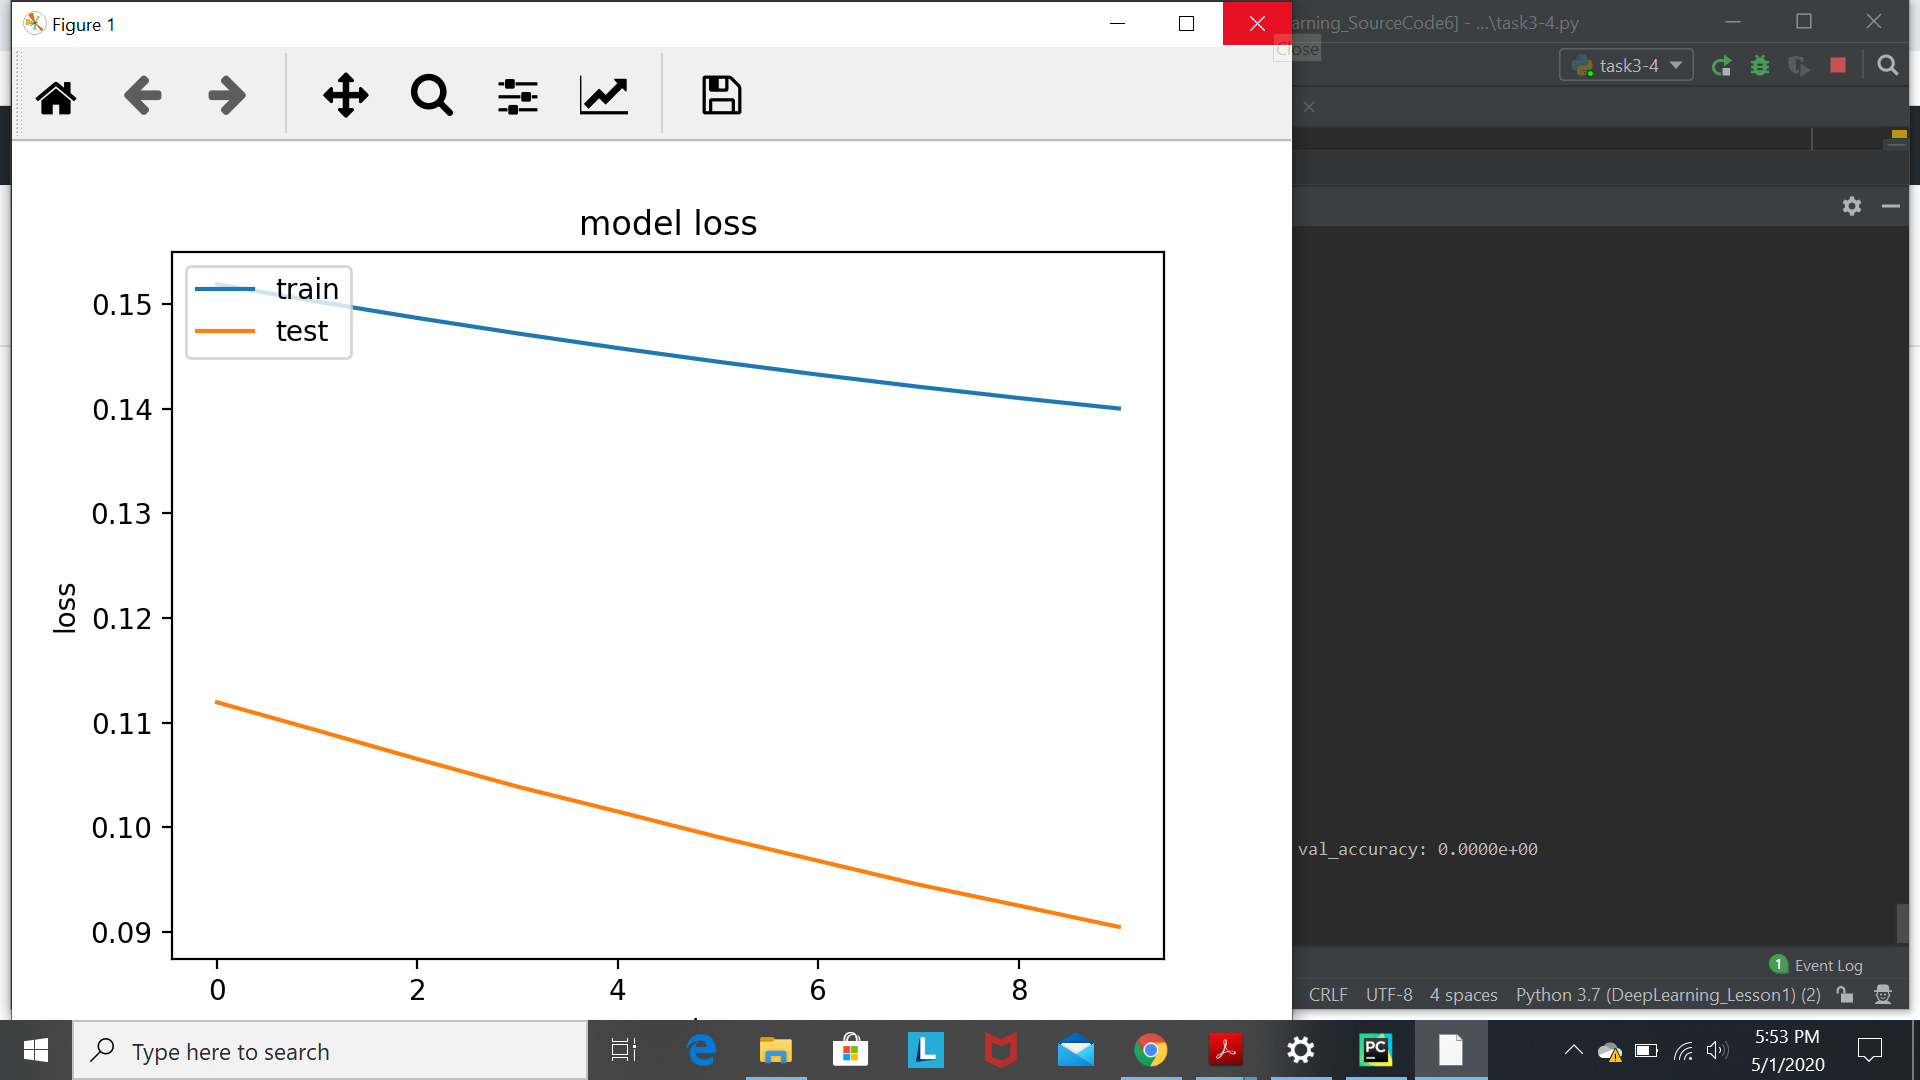 Figure 1
arning_SourceCode6] - ...\task3-4.py
Close
task3-4
model loss
train
test
0.15
0.14
0.13
0.12
0.11
0.10
0.09
loss
0 2 4 6 8
val_accuracy: 0.0000e+00
1 Event Log
CRLF UTF-8 4 spaces Python 3.7 (DeepLearning_Lesson1) (2)
Type here to search
L
PC
5:53 PM
5/1/2020